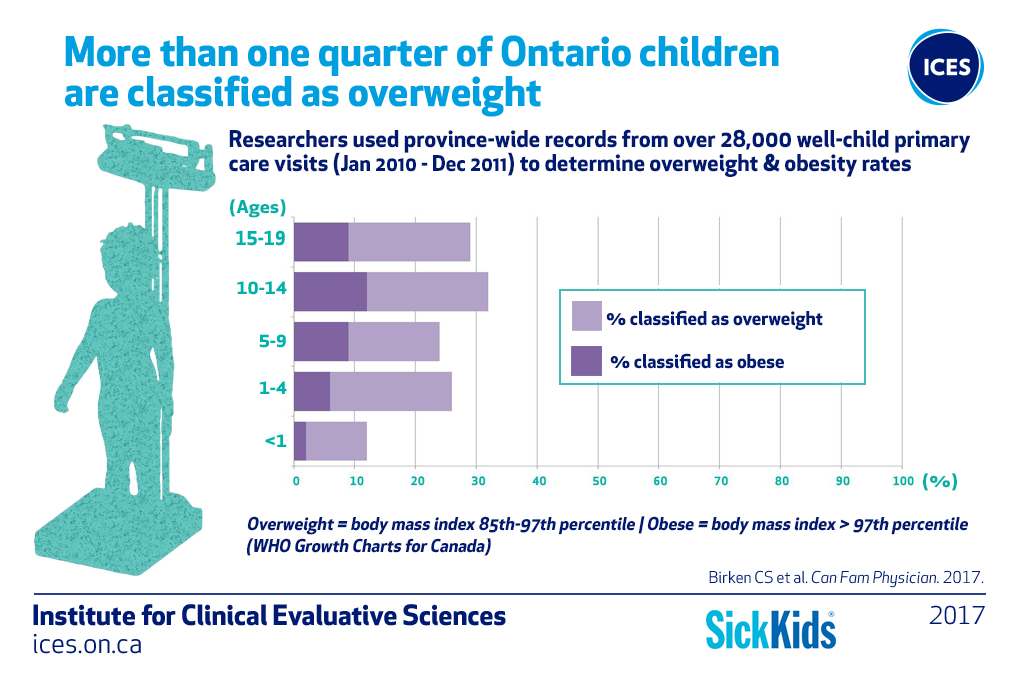 More than one quarter of Ontario children
are classified as overweight
ICES
Researchers used province-wide records from over 28,000 well-child primary
care visits (Jan 2010 - Dec 2011) to determine overweight & obesity rates
(Ages)
15-19
10-14
5-9
1-4
<1
% classified as overweight
% classified as obese
0 10 20 30 40 50 60 70 80 90 100 (%)
Overweight = body mass index 85th-97th percentile | Obese = body mass index > 97th percentile
(WHO Growth Charts for Canada)
Birken CS et al. Can Fam Physician. 2017.
Institute for Clinical Evaluative Sciences
ices.on.ca
SickKids®
2017